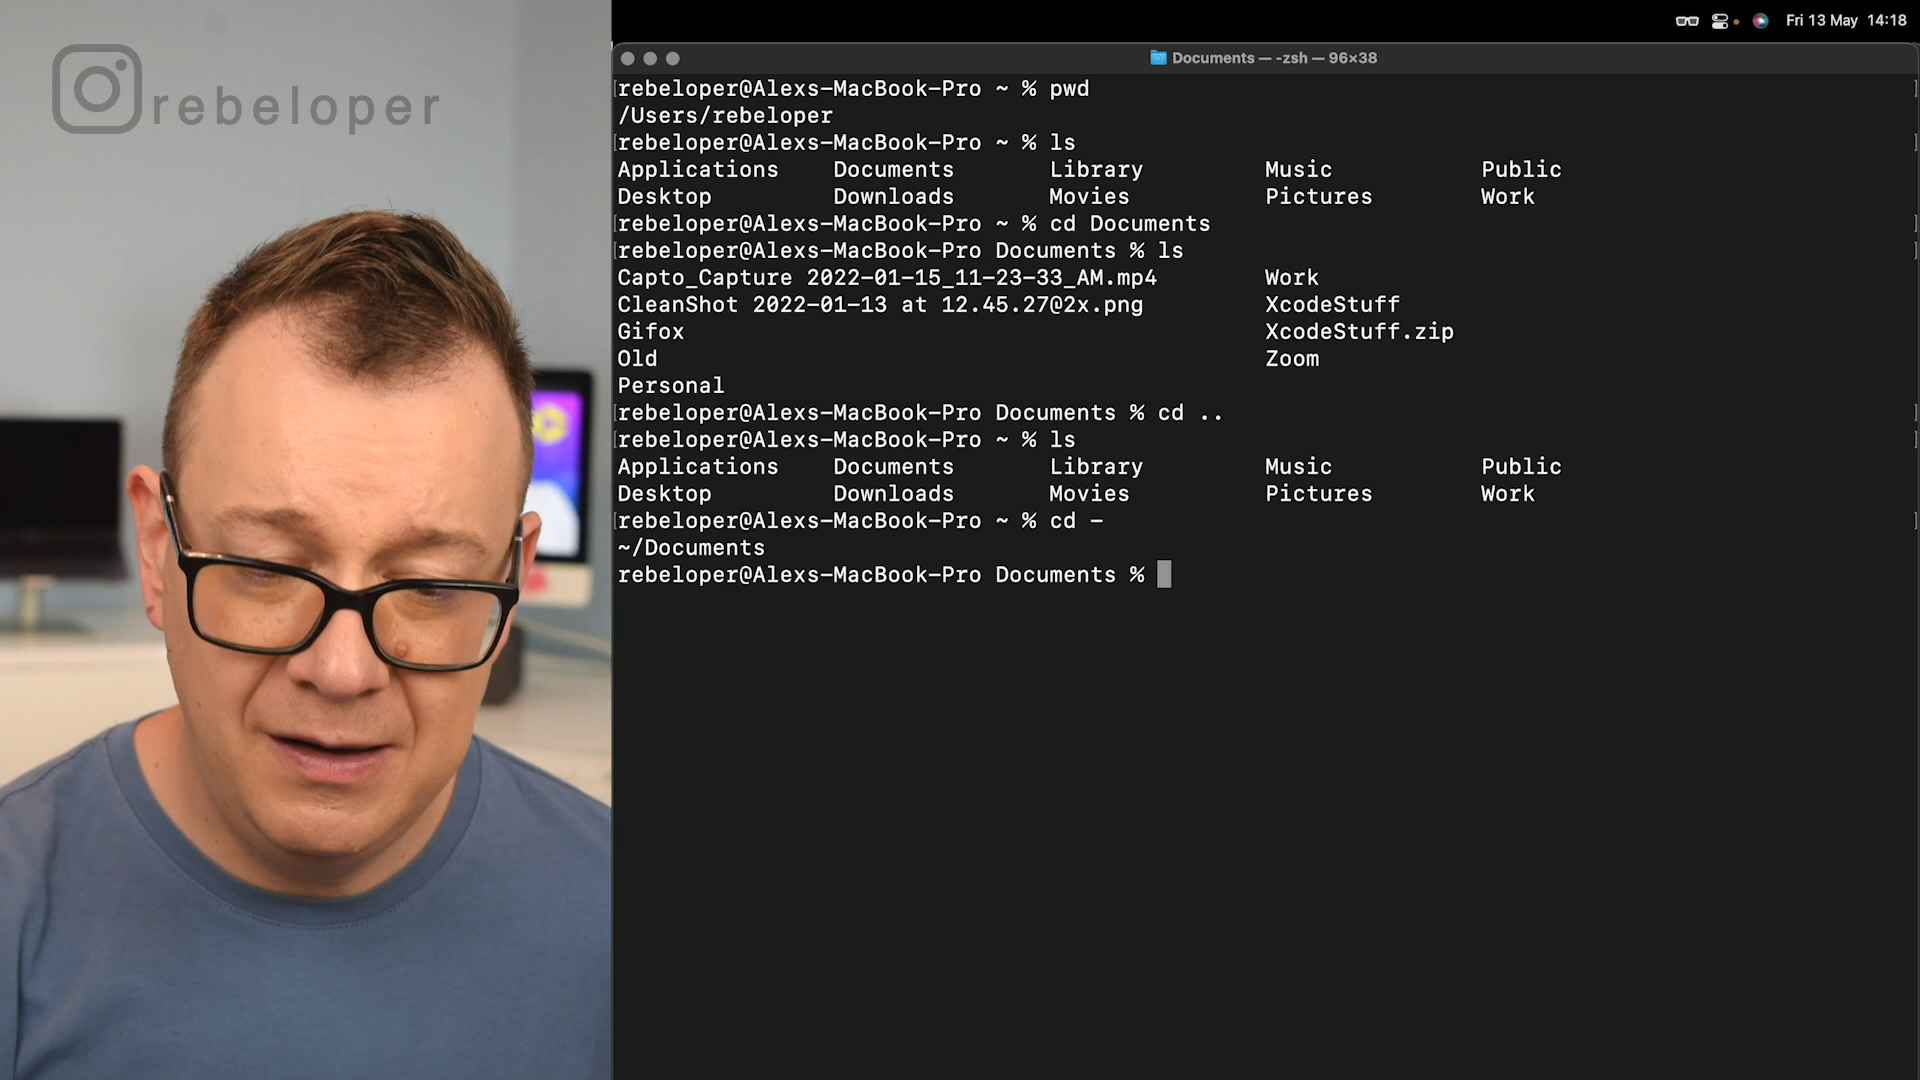 rebeloper
Fri 13 May 14:18
Documents — -zsh — 96×38
rebeloper@Alexs-MacBook-Pro ~ % pwd
/Users/rebeloper
rebeloper@Alexs-MacBook-Pro ~ % ls
Applications Documents Library Music Public
Desktop Downloads Movies Pictures Work
rebeloper@Alexs-MacBook-Pro ~ % cd Documents
rebeloper@Alexs-MacBook-Pro Documents % ls
Capto_Capture 2022-01-15_11-23-33_AM.mp4 Work
CleanShot 2022-01-13 at 12.45.27@2x.png XcodeStuff
Gifox XcodeStuff.zip
Old Zoom
Personal
rebeloper@Alexs-MacBook-Pro Documents % cd ..
rebeloper@Alexs-MacBook-Pro ~ % ls
Applications Documents Library Music Public
Desktop Downloads Movies Pictures Work
rebeloper@Alexs-MacBook-Pro ~ % cd -
~/Documents
rebeloper@Alexs-MacBook-Pro Documents %